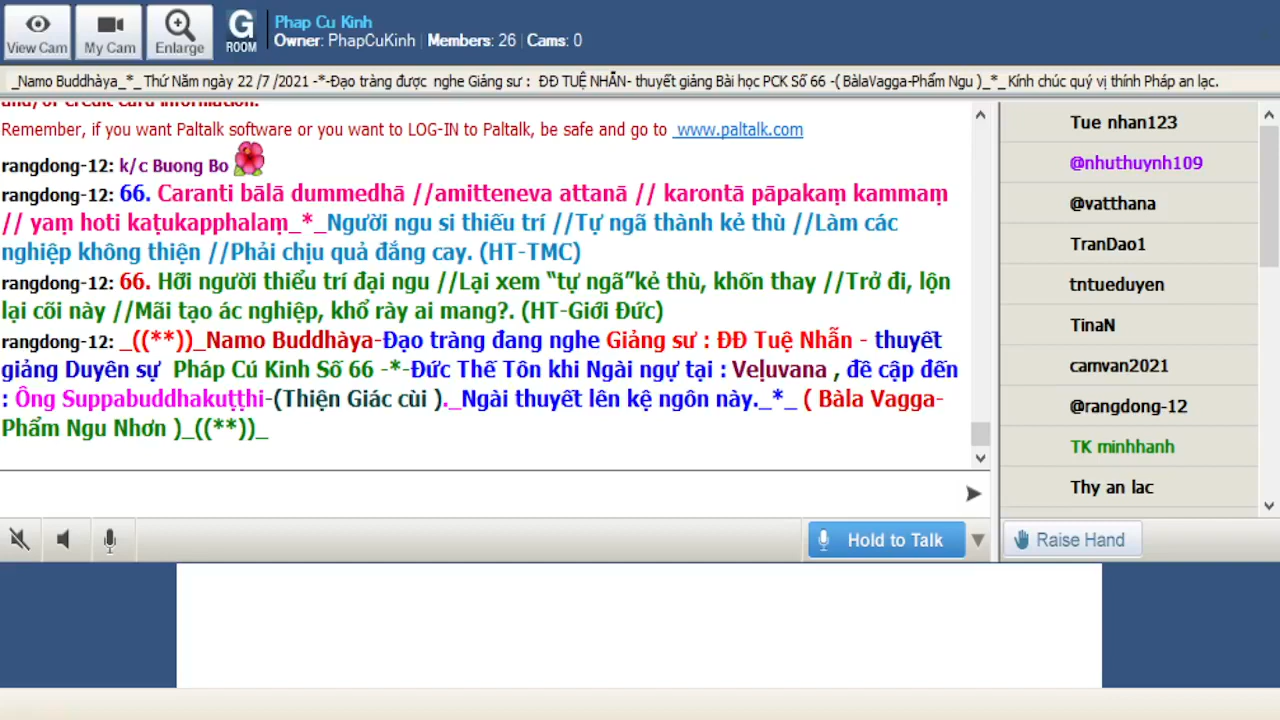 Phap Cu Kinh
Owner: PhapCuKinh | Members: 26 | Cams: 0
View Cam
My Cam
Enlarge
G
ROOM
_Namo Buddhàya_*_ Thứ Năm ngày 22 /7 /2021 -*-Đạo tràng được nghe Giảng sư : ĐĐ TUỆ NHẪN- thuyết giảng Bài học PCK Số 66 -( BàlaVagga-Phẩm Ngu )_*_ Kính chúc quý vị thính Pháp an lạc.
and/or credit card information.
Remember, if you want Paltalk software or you want to LOG-IN to Paltalk, be safe and go to www.paltalk.com
rangdong-12: k/c Buong Bo
rangdong-12: 66. Caranti bālā dummedhā //amitteneva attanā // karontā pāpakaṃ kammaṃ
// yaṃ hoti kaṭukapphalaṃ_*_Người ngu si thiếu trí //Tự ngã thành kẻ thù //Làm các
nghiệp không thiện //Phải chịu quả đắng cay. (HT-TMC)
rangdong-12: 66. Hỡi người thiểu trí đại ngu //Lại xem “tự ngã”kẻ thù, khốn thay //Trở đi, lộn
lại cõi này //Mãi tạo ác nghiệp, khổ rày ai mang?. (HT-Giới Đức)
rangdong-12: _((**))_Namo Buddhàya-Đạo tràng đang nghe Giảng sư : ĐĐ Tuệ Nhẫn - thuyết
giảng Duyên sự Pháp Cú Kinh Số 66 -*-Đức Thế Tôn khi Ngài ngự tại : Veḷuvana , đề cập đến
: Ông Suppabuddhakuṭṭhi-(Thiện Giác cùi )._Ngài thuyết lên kệ ngôn này._*_ ( Bàla Vagga-
Phẩm Ngu Nhơn )_((**))_
Tue nhan123
@nhuthuynh109
@vatthana
TranDao1
tntueduyen
TinaN
camvan2021
@rangdong-12
TK minhhanh
Thy an lac
Hold to Talk
Raise Hand